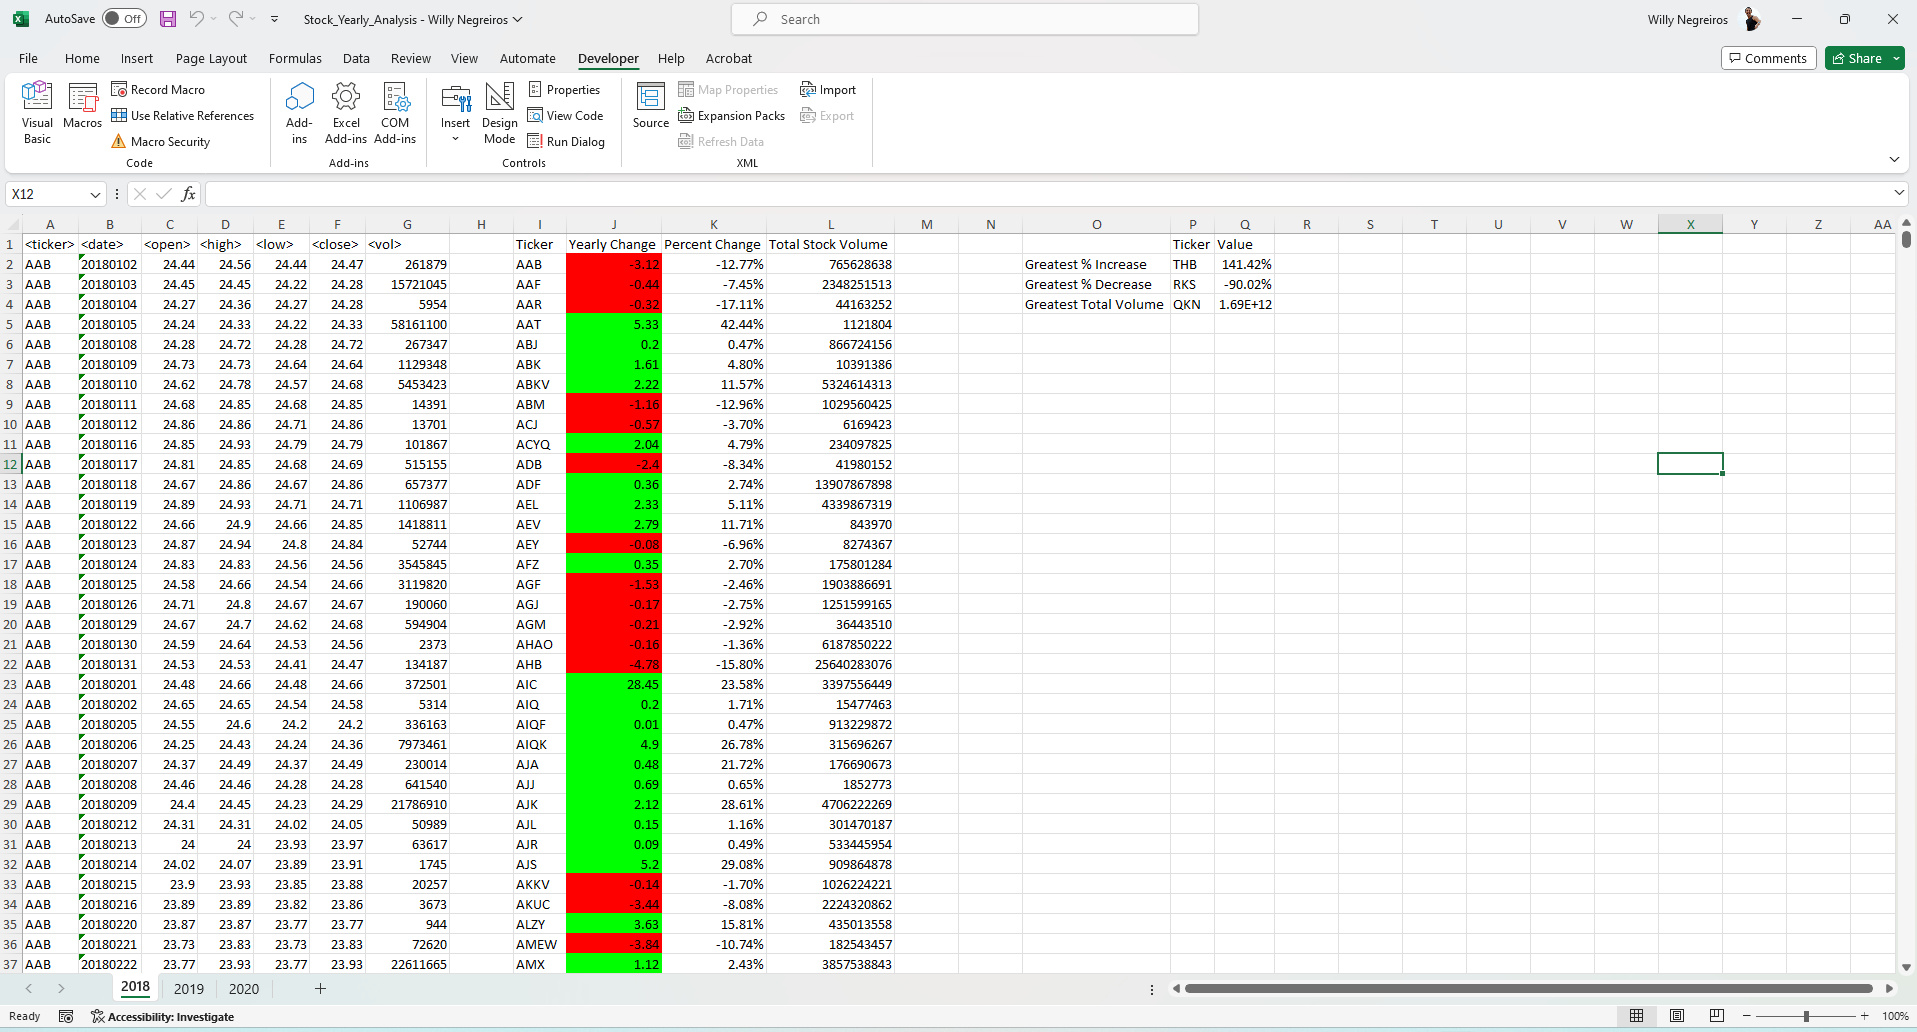 AutoSave Off Stock_Yearly_Analysis - Willy Negreiros Search Willy Negreiros
File Home Insert Page Layout Formulas Data Review View Automate Developer Help Acrobat Comments Share
Visual Basic Macros Record Macro Use Relative References Macro Security Code
Add-ins Excel Add-ins COM Add-ins Add-ins
Insert Design Mode Properties View Code Run Dialog Controls
Source Map Properties Expansion Packs Refresh Data Import Export XML
X12 fx
A B C D E F G H I J K L M N O P Q R S T U V W X Y Z AA
1 <ticker> <date> <open> <high> <low> <close> <vol> Ticker Yearly Change Percent Change Total Stock Volume Ticker Value
2 AAB 20180102 24.44 24.56 24.44 24.47 261879 AAB -3.12 -12.77% 765628638 Greatest % Increase THB 141.42%
3 AAB 20180103 24.45 24.45 24.22 24.28 15721045 AAF -0.44 -7.45% 2348251513 Greatest % Decrease RKS -90.02%
4 AAB 20180104 24.27 24.36 24.27 24.28 5954 AAR -0.32 -17.11% 44163252 Greatest Total Volume QKN 1.69E+12
5 AAB 20180105 24.24 24.33 24.22 24.33 58161100 AAT 5.33 42.44% 1121804
6 AAB 20180108 24.28 24.72 24.28 24.72 267347 ABJ 0.2 0.47% 866724156
7 AAB 20180109 24.73 24.73 24.64 24.64 1129348 ABK 1.61 4.80% 10391386
8 AAB 20180110 24.62 24.78 24.57 24.68 5453423 ABKV 2.22 11.57% 5324614313
9 AAB 20180111 24.68 24.85 24.68 24.85 14391 ABM -1.16 -12.96% 1029560425
10 AAB 20180112 24.86 24.86 24.71 24.86 13701 ACJ -0.57 -3.70% 6169423
11 AAB 20180116 24.85 24.93 24.79 24.79 101867 ACYQ 2.04 4.79% 234097825
12 AAB 20180117 24.81 24.85 24.68 24.69 515155 ADB -2.4 -8.34% 41980152
13 AAB 20180118 24.67 24.86 24.67 24.86 657377 ADF 0.36 2.74% 13907867898
14 AAB 20180119 24.89 24.93 24.71 24.71 1106987 AEL 2.33 5.11% 4339867319
15 AAB 20180122 24.66 24.9 24.66 24.85 1418811 AEV 2.79 11.71% 843970
16 AAB 20180123 24.87 24.94 24.8 24.84 52744 AEY -0.08 -6.96% 8274367
17 AAB 20180124 24.83 24.83 24.56 24.56 3545845 AFZ 0.35 2.70% 175801284
18 AAB 20180125 24.58 24.66 24.54 24.66 3119820 AGF -1.53 -2.46% 1903886691
19 AAB 20180126 24.71 24.8 24.67 24.67 190060 AGJ -0.17 -2.75% 1251599165
20 AAB 20180129 24.67 24.7 24.62 24.68 594904 AGM -0.21 -2.92% 36443510
21 AAB 20180130 24.59 24.64 24.53 24.56 2373 AHAO -0.16 -1.36% 6187850222
22 AAB 20180131 24.53 24.53 24.41 24.47 134187 AHB -4.78 -15.80% 25640283076
23 AAB 20180201 24.48 24.66 24.48 24.66 372501 AIC 28.45 23.58% 3397556449
24 AAB 20180202 24.65 24.65 24.54 24.58 5314 AIQ 0.2 1.71% 15477463
25 AAB 20180205 24.55 24.6 24.2 24.2 336163 AIQF 0.01 0.47% 913229872
26 AAB 20180206 24.25 24.43 24.24 24.36 7973461 AIQK 4.9 26.78% 315696267
27 AAB 20180207 24.37 24.49 24.37 24.49 230014 AJA 0.48 21.72% 176690673
28 AAB 20180208 24.46 24.46 24.28 24.28 641540 AJJ 0.69 0.65% 1852773
29 AAB 20180209 24.4 24.45 24.23 24.29 21786910 AJK 2.12 28.61% 4706222269
30 AAB 20180212 24.31 24.31 24.02 24.05 50989 AJL 0.15 1.16% 301470187
31 AAB 20180213 24 24 23.93 23.97 63617 AJR 0.09 0.49% 533445954
32 AAB 20180214 24.02 24.07 23.89 23.91 1745 AJS 5.2 29.08% 909864878
33 AAB 20180215 23.9 23.93 23.85 23.88 20257 AKKV -0.14 -1.70% 1026224221
34 AAB 20180216 23.89 23.89 23.82 23.86 3673 AKUC -3.44 -8.08% 2224320862
35 AAB 20180220 23.87 23.87 23.77 23.77 944 ALZY 3.63 15.81% 435013558
36 AAB 20180221 23.73 23.83 23.73 23.83 72620 AMEW -3.84 -10.74% 182543457
37 AAB 20180222 23.77 23.93 23.77 23.93 22611665 AMX 1.12 2.43% 3857538843
2018 2019 2020
Ready Accessibility: Investigate 100%